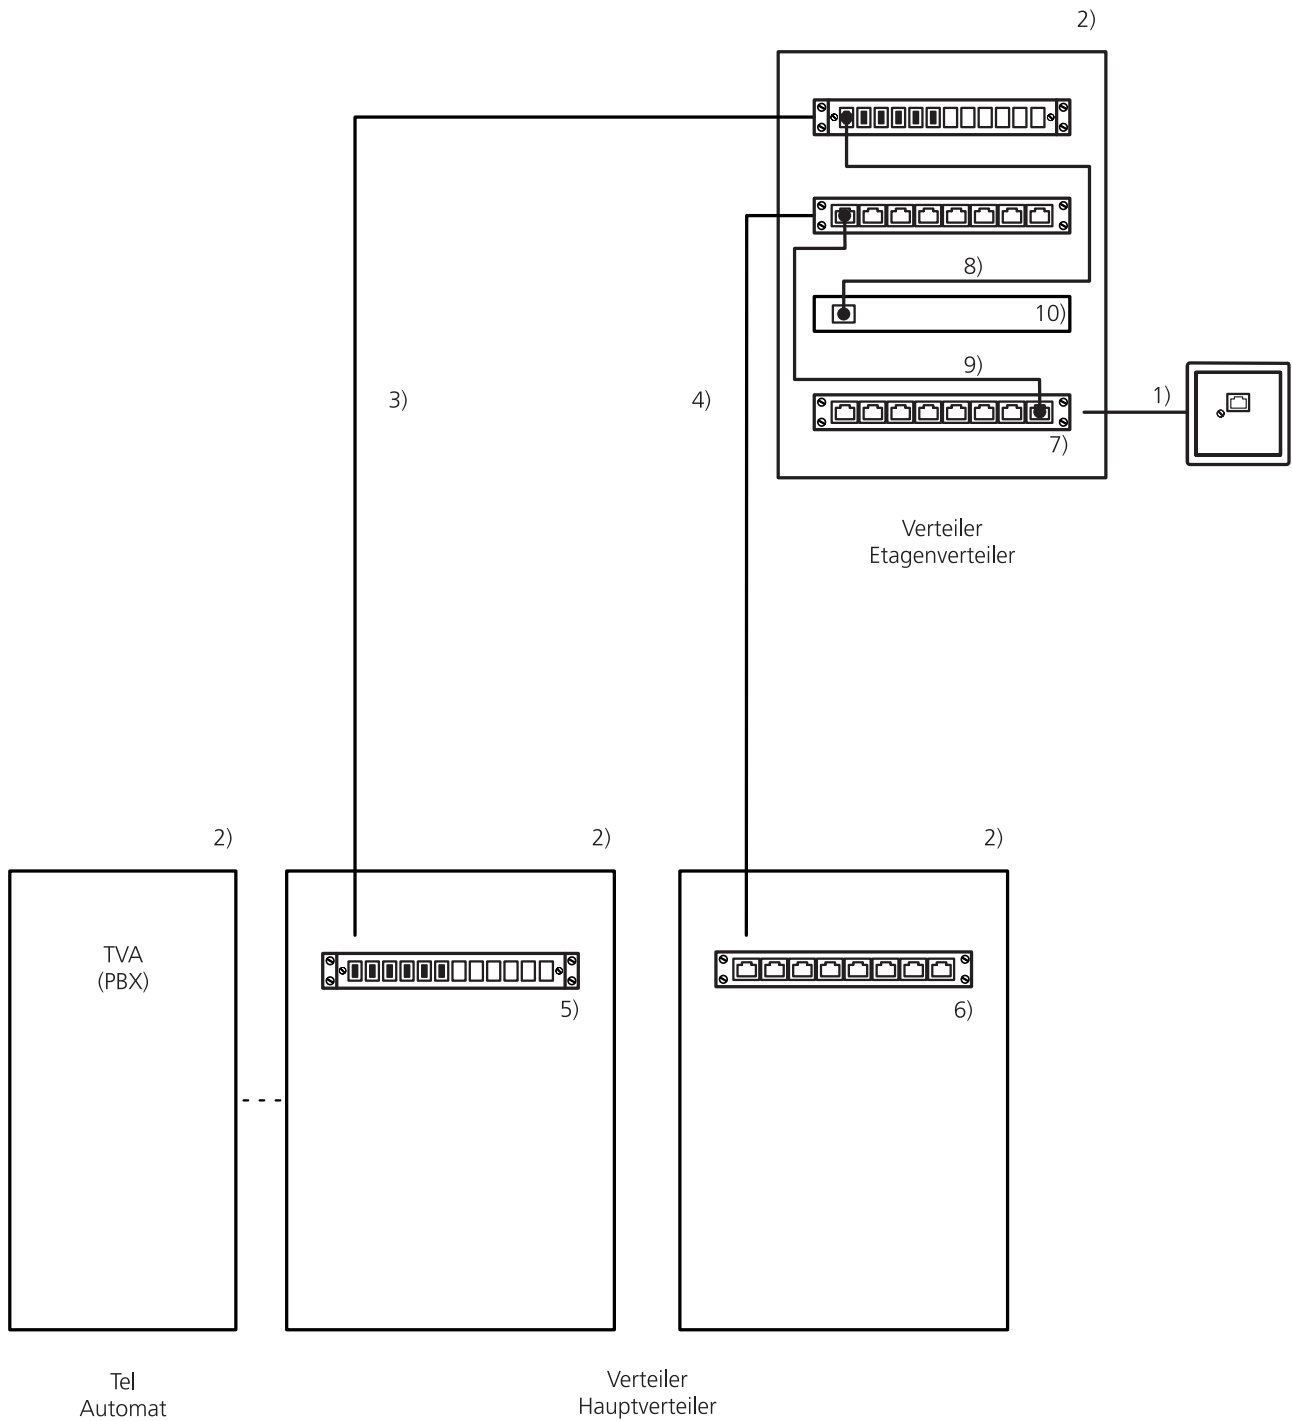 2)
8)
10)
9)
3)
4)
1)
7)
Verteiler
Etagenverteiler
2)
2)
2)
TVA
(PBX)
5)
6)
Tel
Automat
Verteiler
Hauptverteiler